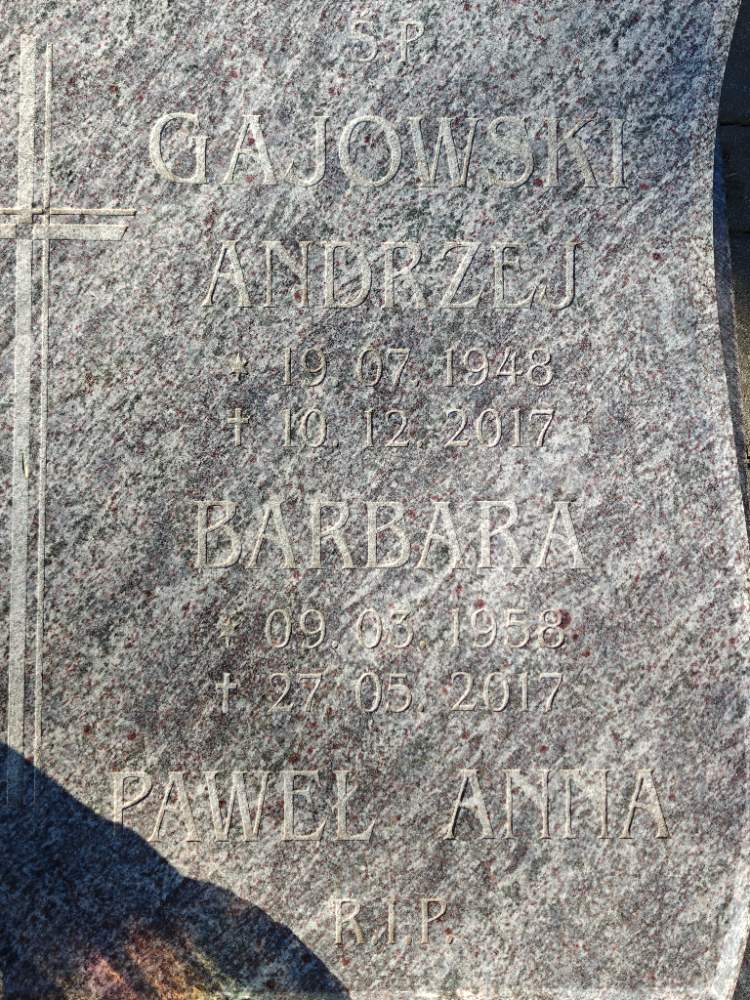 Ś P
GAJOWSKI
ANDRZEJ
* 19. 07. 1948
† 10. 12. 2017
BARBARA
* 09. 03. 1958
† 27. 05. 2017
PAWEŁ ANNA
R.I.P.